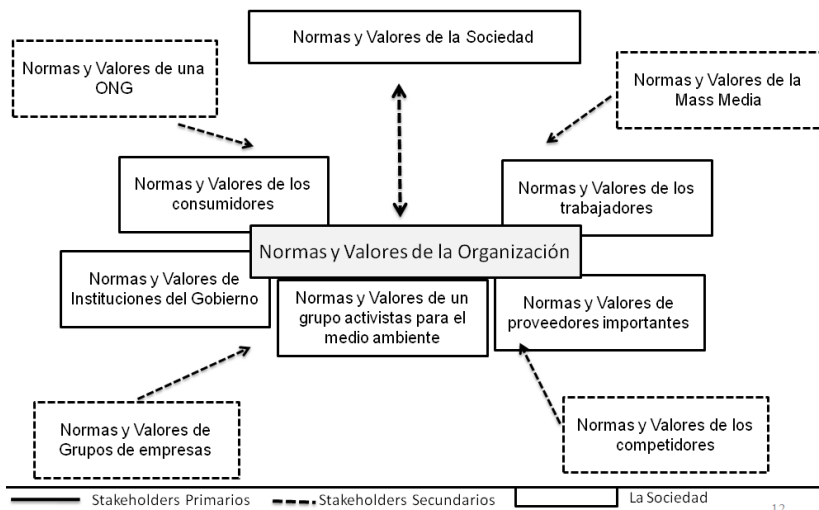 Normas y Valores de la Sociedad
Normas y Valores de una
ONG
Normas y Valores de la
Mass Media
Normas y Valores de los
consumidores
Normas y Valores de los
trabajadores
Normas y Valores de la Organización
Normas y Valores de
Instituciones del Gobierno
Normas y Valores de un
grupo activistas para el
medio ambiente
Normas y Valores de
proveedores importantes
Normas y Valores de
Grupos de empresas
Normas y Valores de los
competidores
Stakeholders Primarios
Stakeholders Secundarios
La Sociedad
12